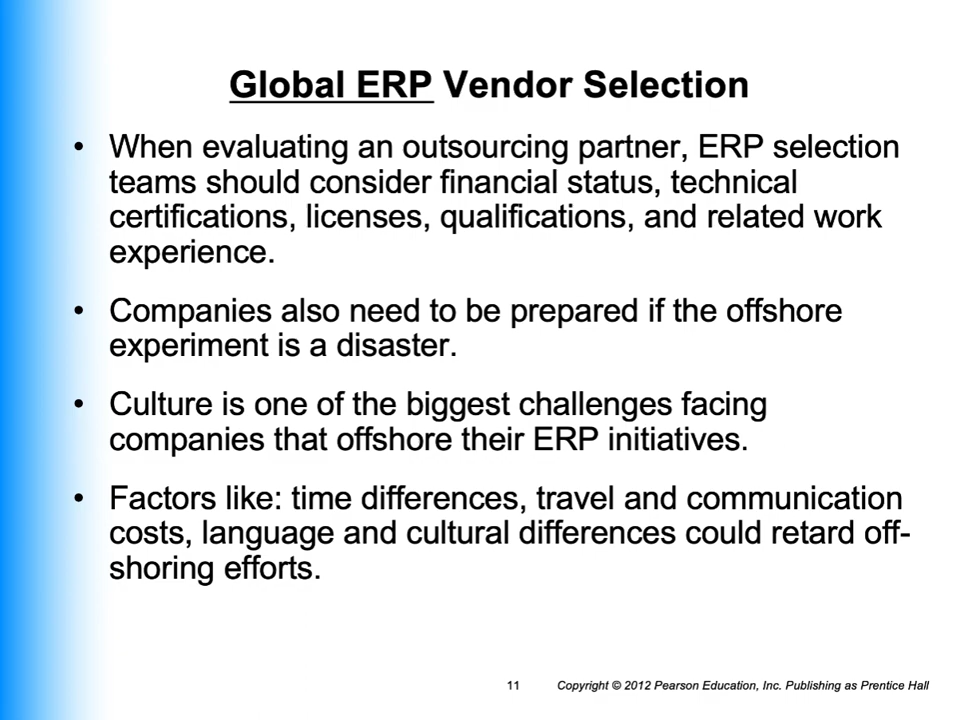 Global ERP Vendor Selection
• When evaluating an outsourcing partner, ERP selection
teams should consider financial status, technical
certifications, licenses, qualifications, and related work
experience.
• Companies also need to be prepared if the offshore
experiment is a disaster.
• Culture is one of the biggest challenges facing
companies that offshore their ERP initiatives.
• Factors like: time differences, travel and communication
costs, language and cultural differences could retard off-
shoring efforts.
11 Copyright © 2012 Pearson Education, Inc. Publishing as Prentice Hall